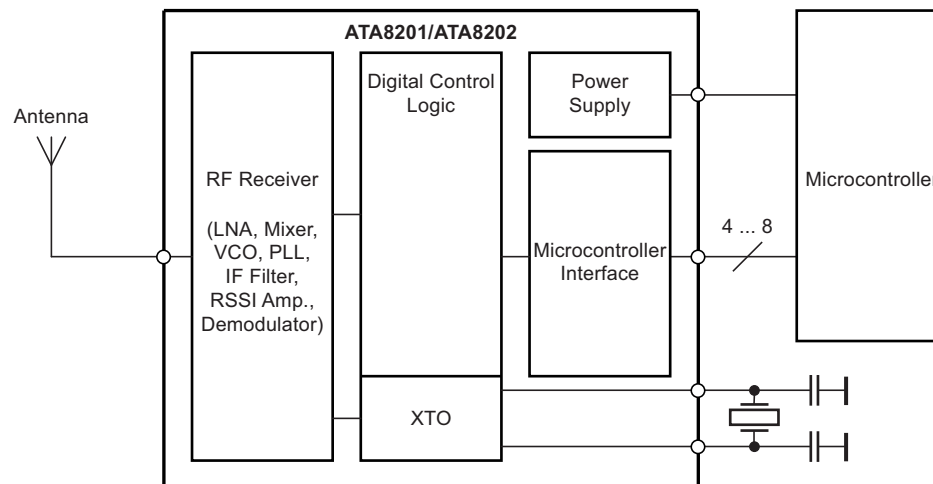 ATA8201/ATA8202
Antenna
RF Receiver
(LNA, Mixer,
VCO, PLL,
IF Filter,
RSSI Amp.,
Demodulator)
Digital Control
Logic
XTO
Power
Supply
Microcontroller
Interface
4 ... 8
Microcontroller